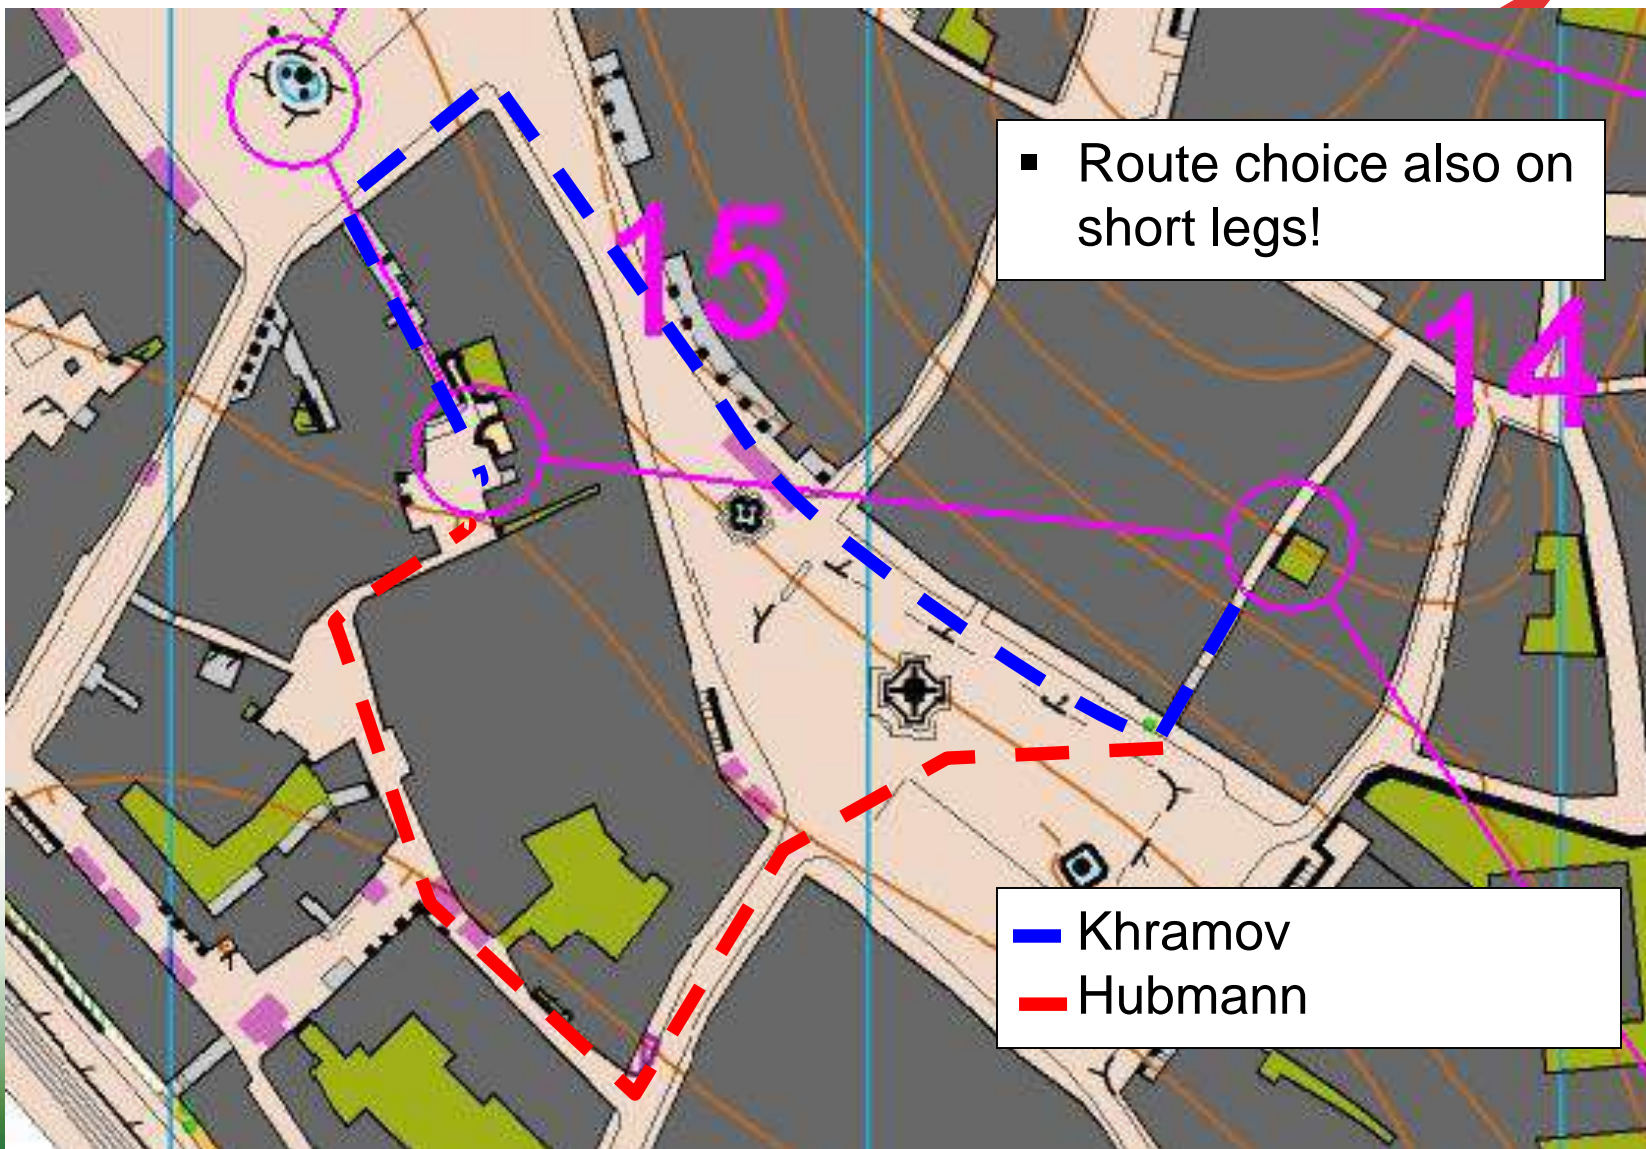 ▪ Route choice also on
short legs!
15
14
Khramov
Hubmann